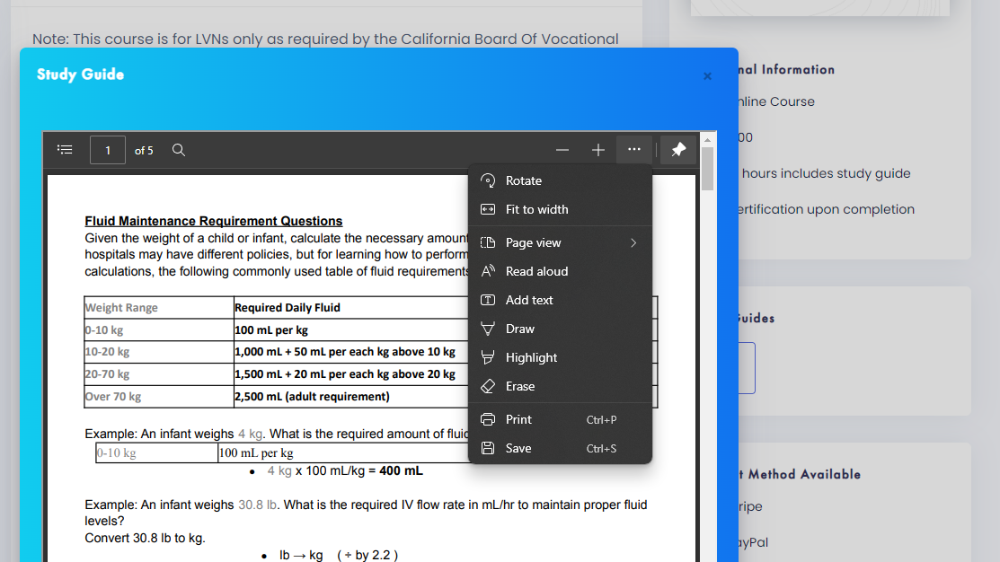 Note: This course is for LVNs only as required by the California Board Of Vocational
Study Guide
1 of 5
Rotate
Fit to width
Page view
Read aloud
Add text
Draw
Highlight
Erase
Print Ctrl+P
Save Ctrl+S
Fluid Maintenance Requirement Questions
Given the weight of a child or infant, calculate the necessary amount
hospitals may have different policies, but for learning how to perform
calculations, the following commonly used table of fluid requirements
Weight Range Required Daily Fluid
0-10 kg 100 mL per kg
10-20 kg 1,000 mL + 50 mL per each kg above 10 kg
20-70 kg 1,500 mL + 20 mL per each kg above 20 kg
Over 70 kg 2,500 mL (adult requirement)
Example: An infant weighs 4 kg. What is the required amount of fluid
0-10 kg 100 mL per kg
• 4 kg x 100 mL/kg = 400 mL
Example: An infant weighs 30.8 lb. What is the required IV flow rate in mL/hr to maintain proper fluid
levels?
Convert 30.8 lb to kg.
• lb → kg ( ÷ by 2.2 )
nal Information
nline Course
00
hours includes study guide
ertification upon completion
Guides
t Method Available
ripe
ayPal